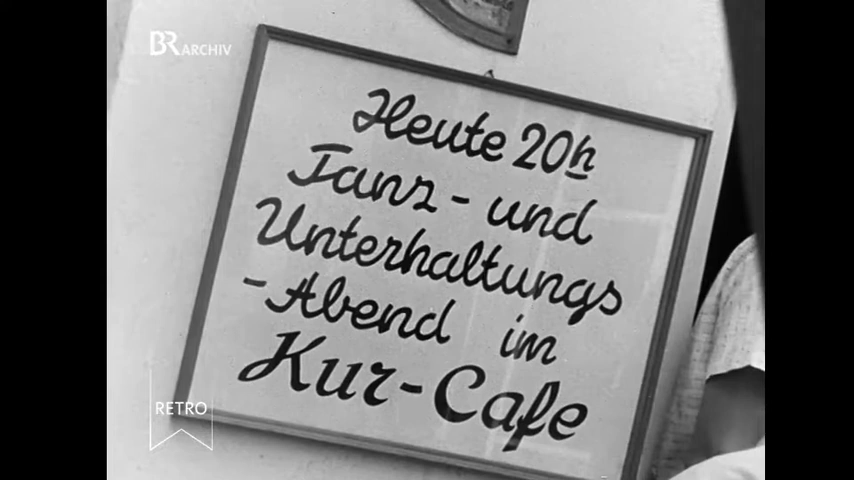 BR ARCHIV
Heute 20h
Tanz- und
Unterhaltungs
-Abend im
Kur-Cafe
RETRO